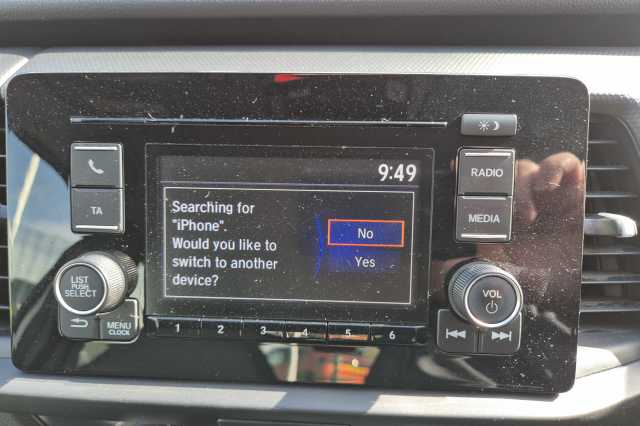 9:49
Searching for
"iPhone".
Would you like to
switch to another
device?
No
Yes
TA
LIST
PUSH
SELECT
MENU
CLOCK
RADIO
MEDIA
VOL
1 2 3 4 5 6